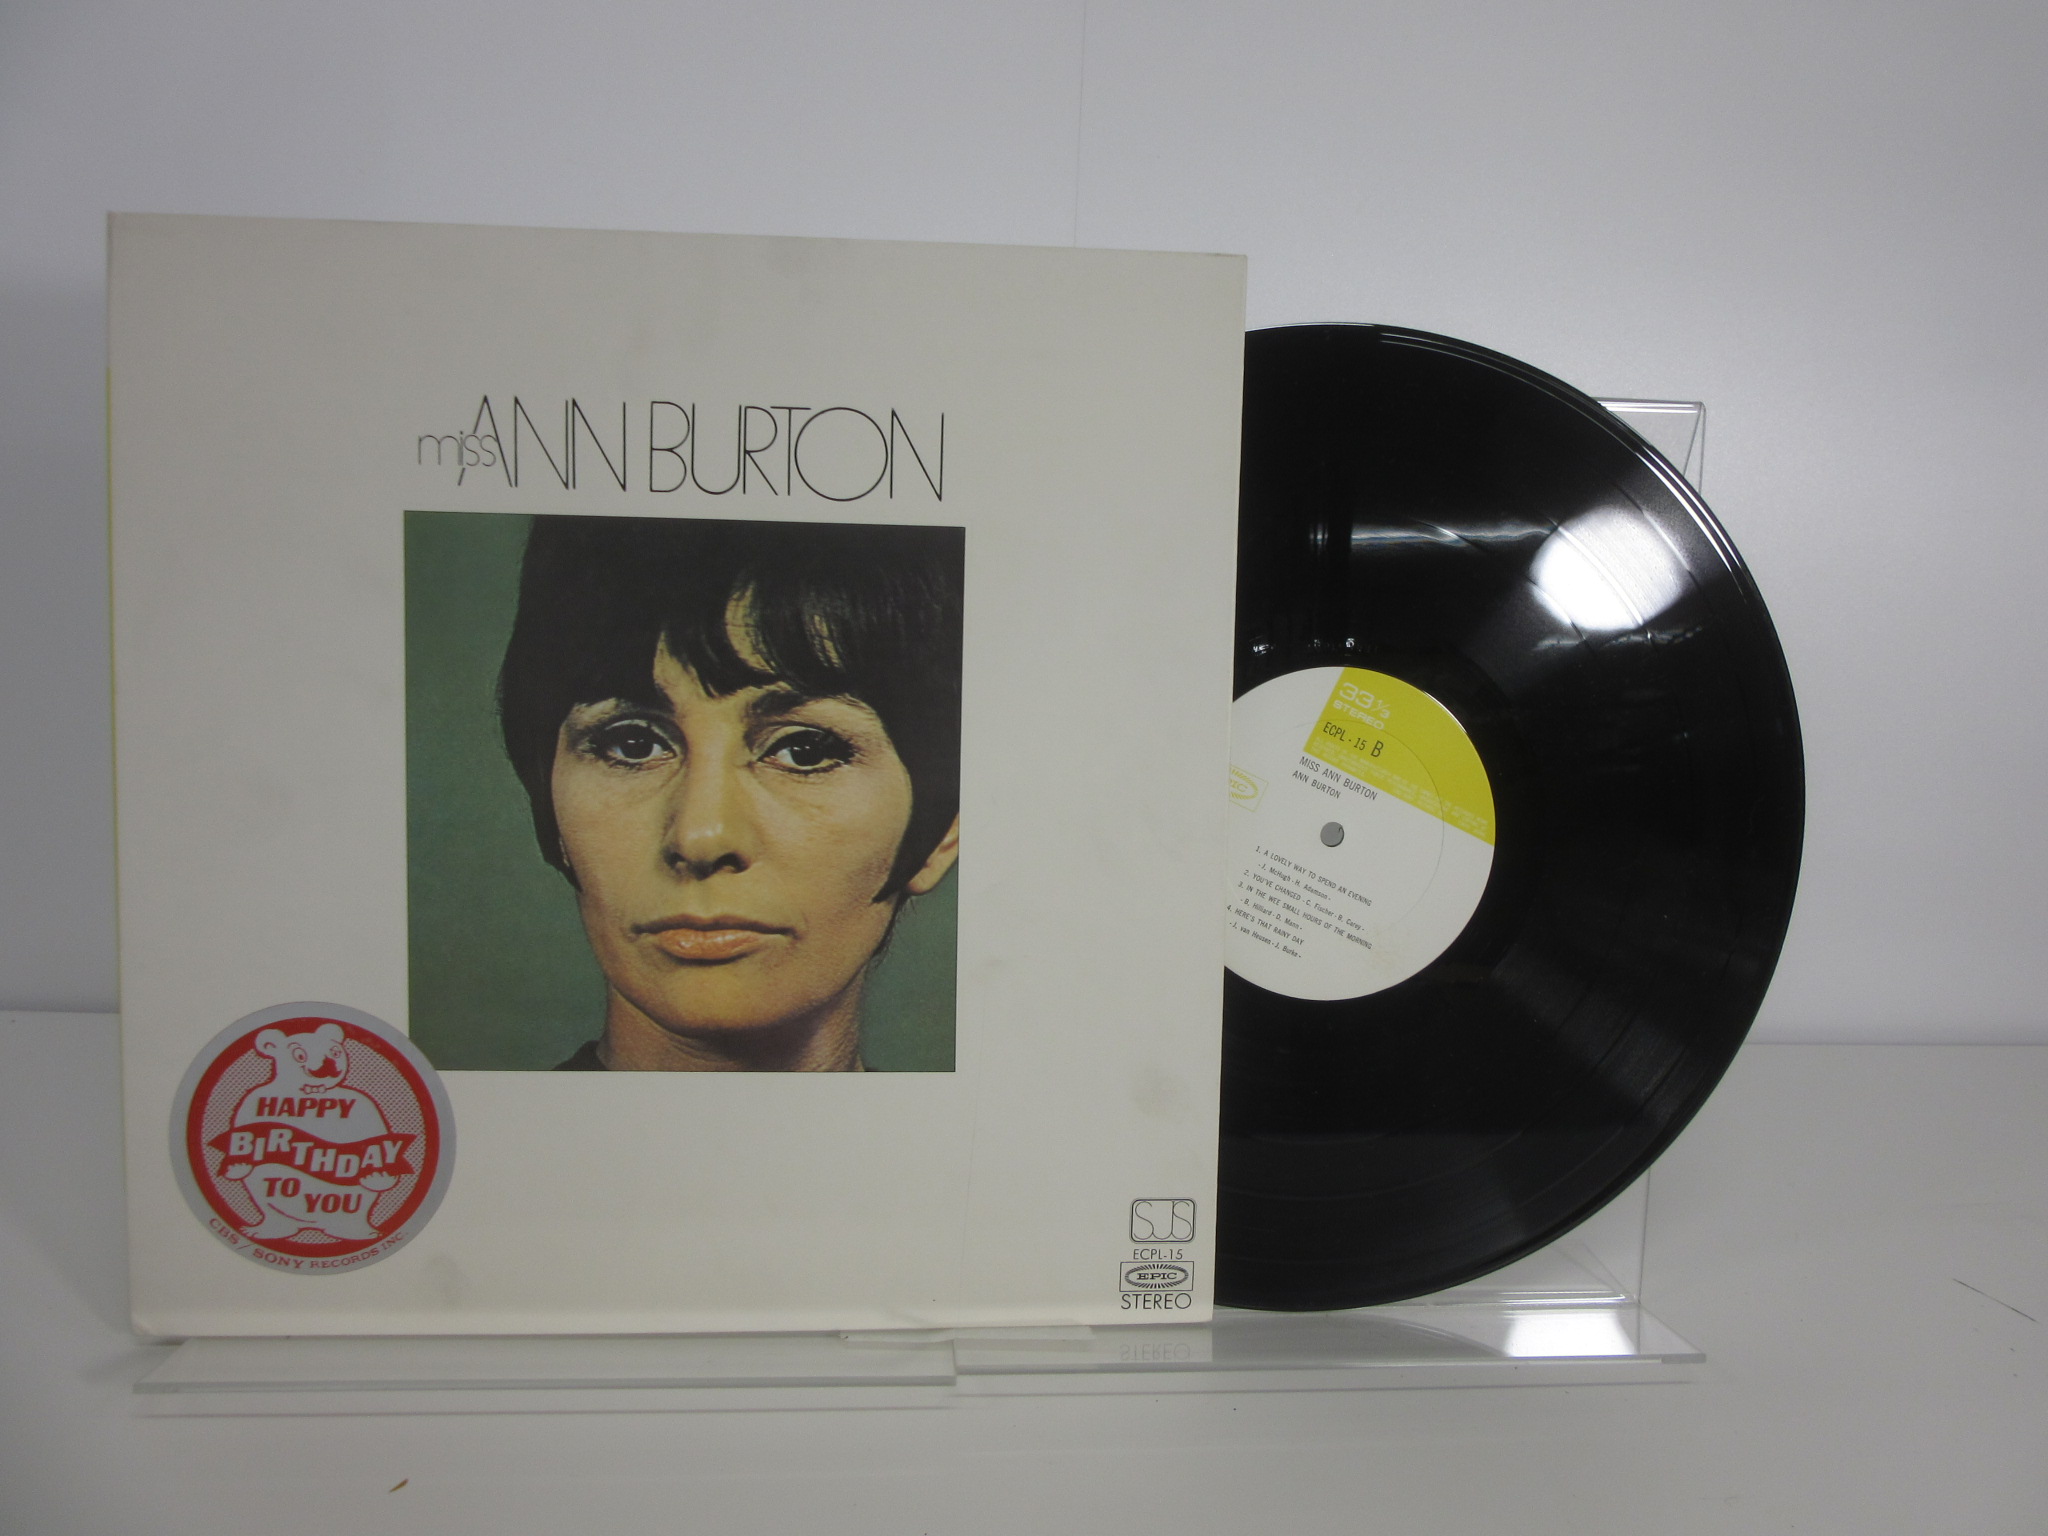 miss ANN BURTON
HAPPY
BIRTHDAY
TO YOU
CBS/SONY RECORDS INC.
SJS
ECPL-15
EPIC
STEREO
33 1/3
STEREO
ECPL · 15 B
MISS ANN BURTON
ANN BURTON
1. A LOVELY WAY TO SPEND AN EVENING
- J. McHugh - H. Adamson -
2. YOU'VE CHANGED - C. Fischer - B. Carey -
3. IN THE WEE SMALL HOURS OF THE MORNING
- B. Hilliard - D. Mann -
4. HERE'S THAT RAINY DAY
- J. van Heusen - J. Burke -